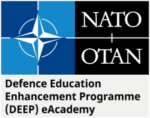 NATO
OTAN
Defence Education
Enhancement Programme
(DEEP) eAcademy